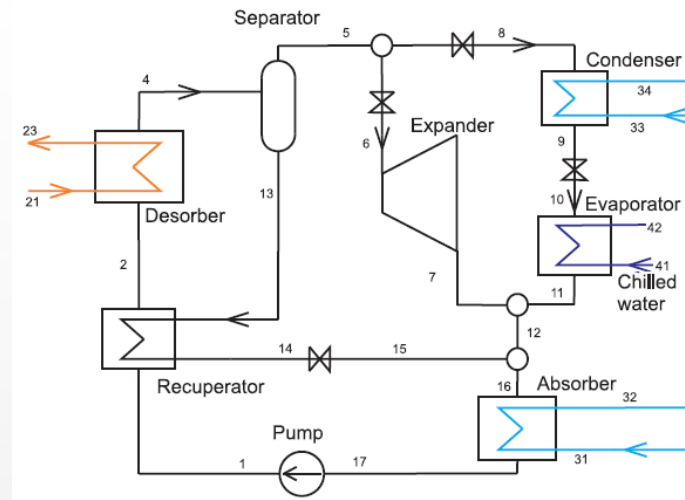 Separator
5
8
Condenser
4
34
33
23
6
Expander
9
13
21
Desorber
10
Evaporator
42
2
41
7
11
Chilled
water
12
14
15
Recuperator
16
Absorber
32
Pump
31
1
17